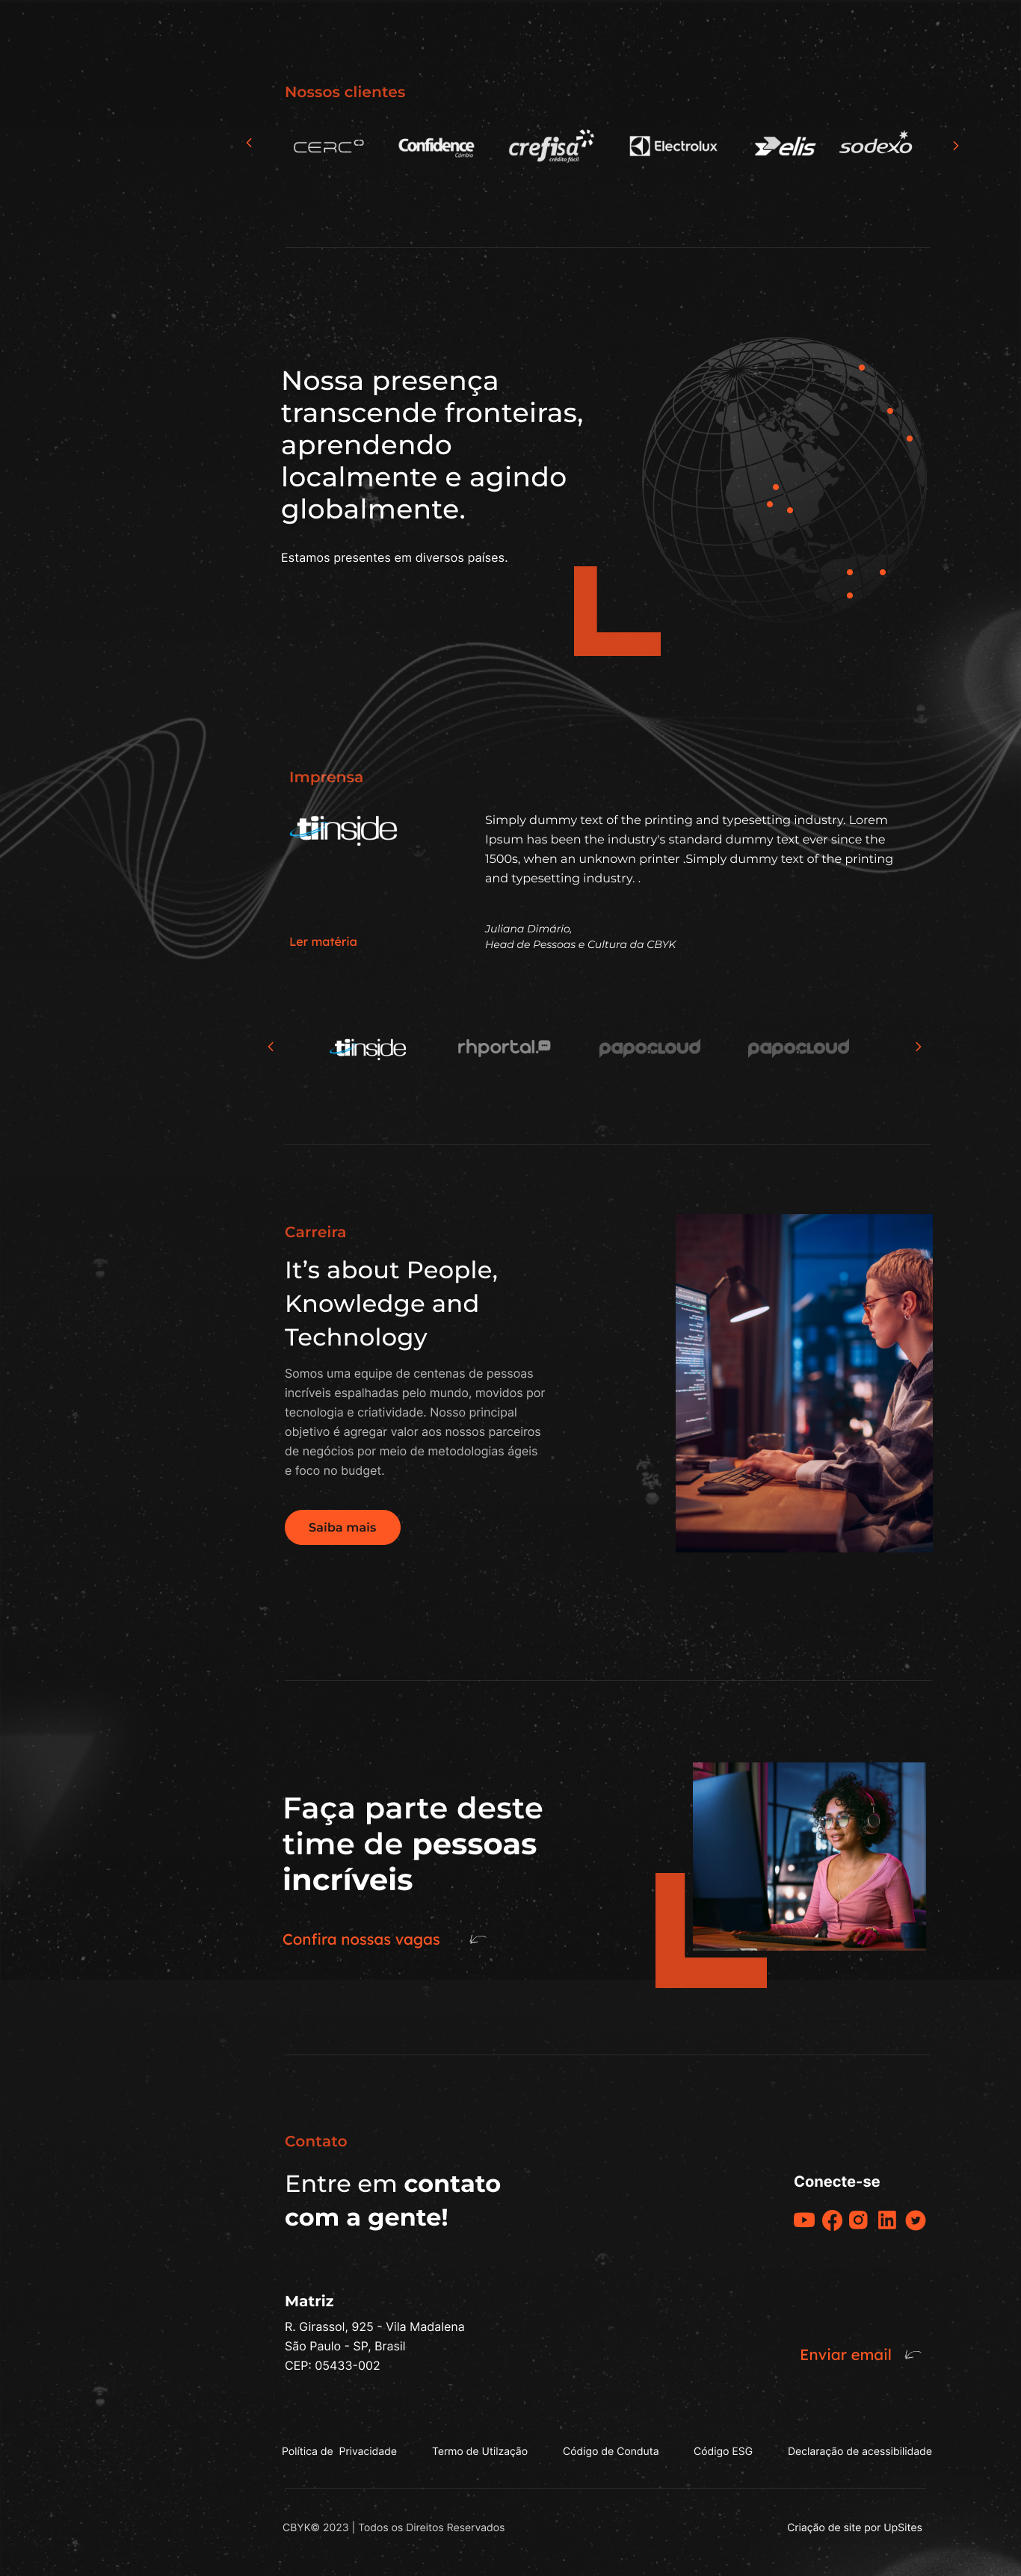 Nossos clientes
CERC
Confidence
Câmbio
crefisa
crédito fácil
Electrolux
elis
sodexo
Nossa presença
transcende fronteiras,
aprendendo
localmente e agindo
globalmente.
Estamos presentes em diversos países.
Imprensa
tiinside
Simply dummy text of the printing and typesetting industry. Lorem
Ipsum has been the industry's standard dummy text ever since the
1500s, when an unknown printer .Simply dummy text of the printing
and typesetting industry. .
Juliana Dimário,
Head de Pessoas e Cultura da CBYK
Ler matéria
tiinside
rhportal.
papocloud
papocloud
Carreira
It’s about People,
Knowledge and
Technology
Somos uma equipe de centenas de pessoas
incríveis espalhadas pelo mundo, movidos por
tecnologia e criatividade. Nosso principal
objetivo é agregar valor aos nossos parceiros
de negócios por meio de metodologias ágeis
e foco no budget.
Saiba mais
Faça parte deste
time de pessoas
incríveis
Confira nossas vagas
Contato
Entre em contato
com a gente!
Conecte-se
Matriz
R. Girassol, 925 - Vila Madalena
São Paulo - SP, Brasil
CEP: 05433-002
Enviar email
Política de  Privacidade
Termo de Utilzação
Código de Conduta
Código ESG
Declaração de acessibilidade
CBYK© 2023 | Todos os Direitos Reservados
Criação de site por UpSites